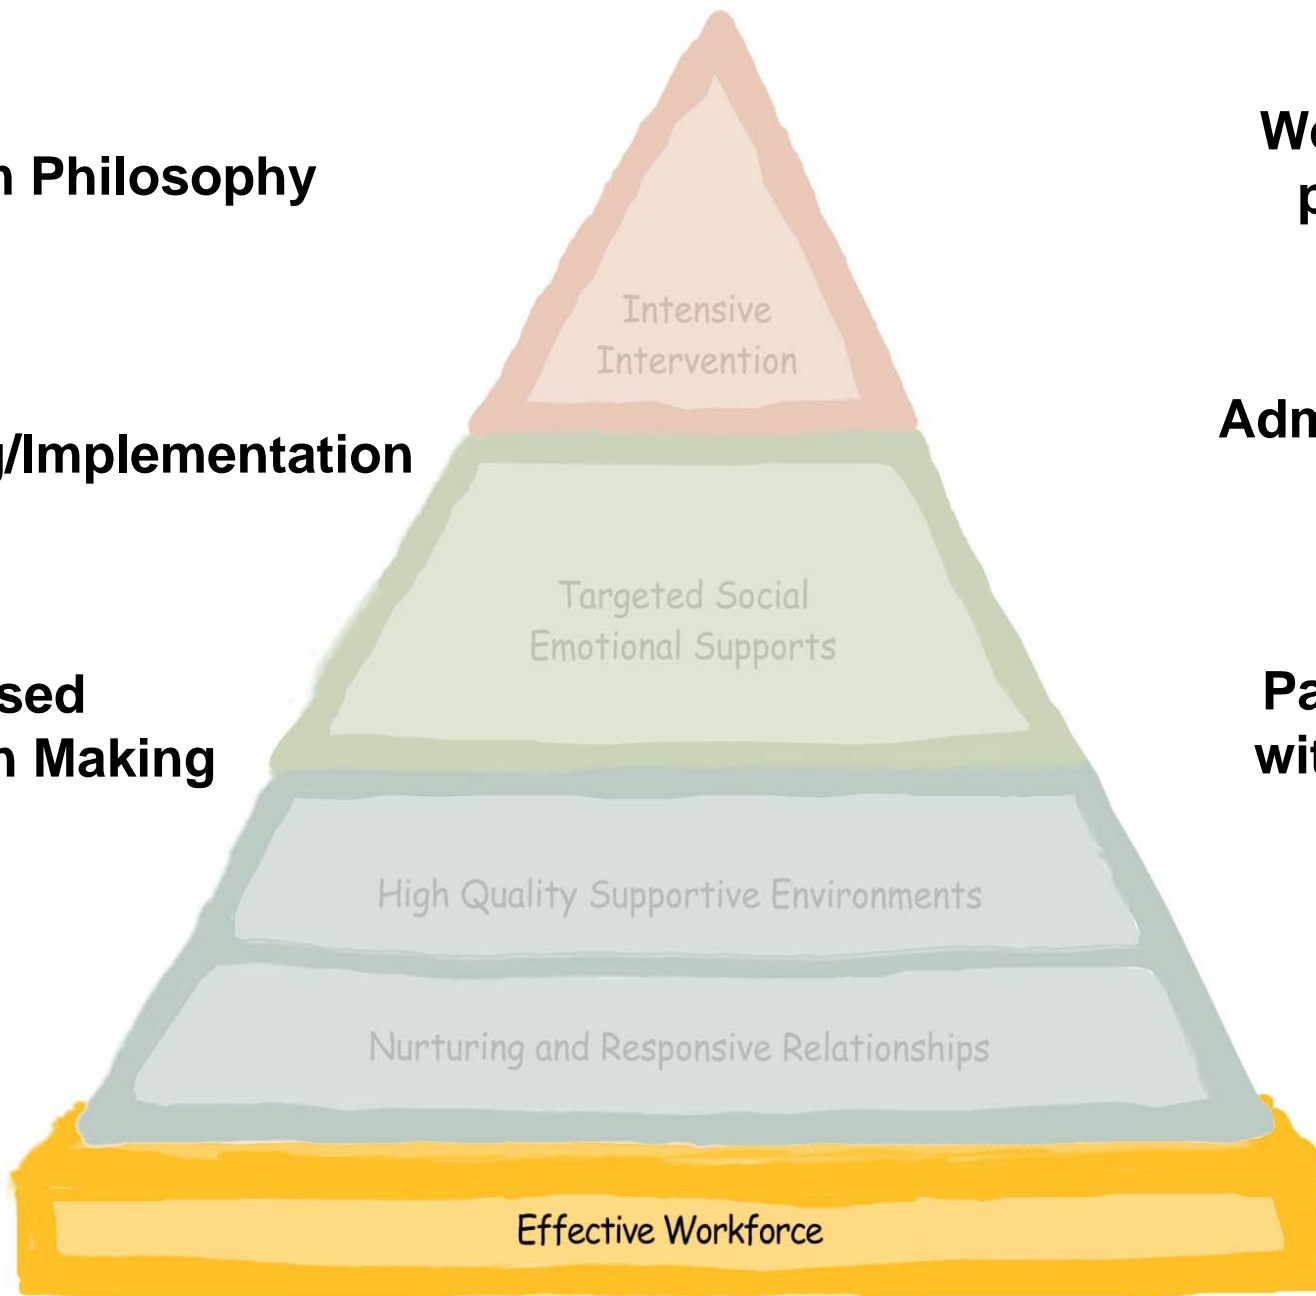 Philosophy
Intensive
Intervention
g/Implementation
Adm
Targeted Social
Emotional Supports
sed
Making
Pa
wit
High Quality Supportive Environments
Nurturing and Responsive Relationships
Effective Workforce